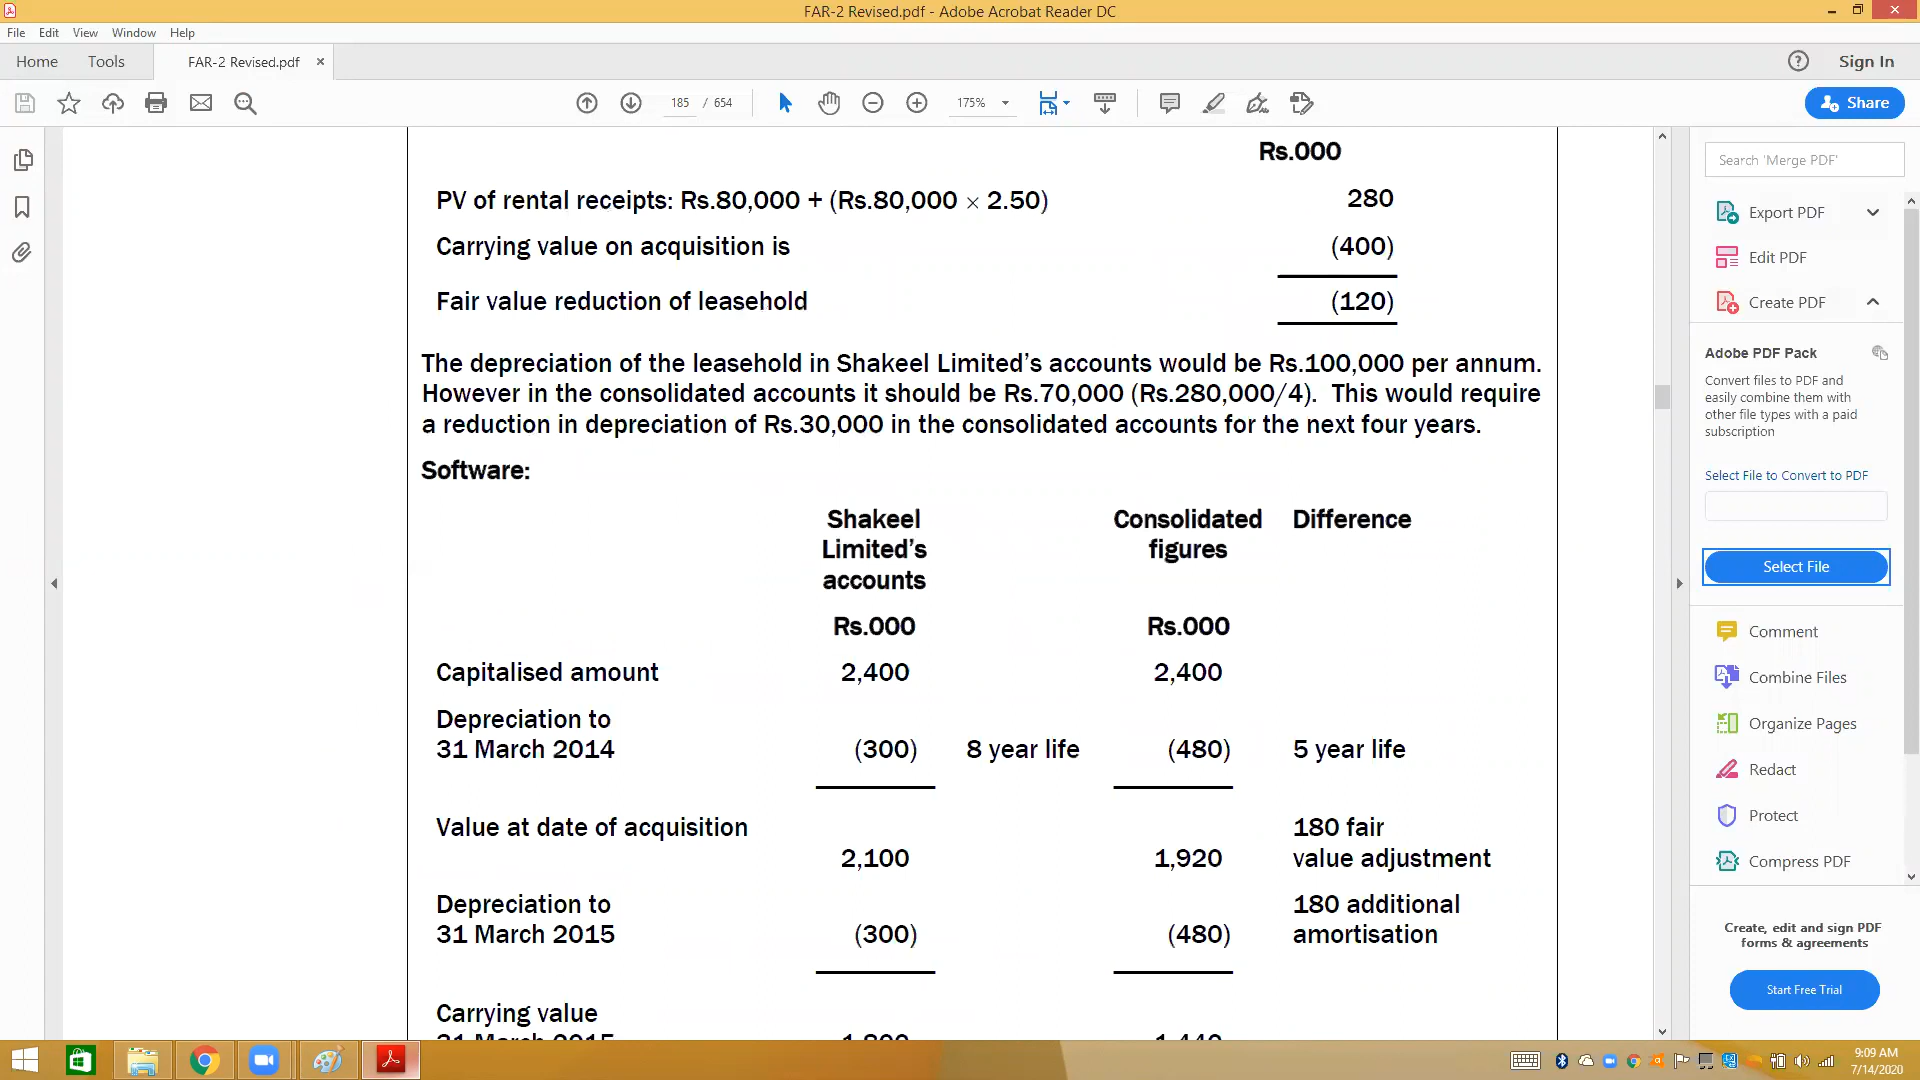 FAR-2 Revised.pdf - Adobe Acrobat Reader DC
File Edit View Window Help
Home Tools FAR-2 Revised.pdf × Sign In
185 / 654 175% Share
Rs.000
PV of rental receipts: Rs.80,000 + (Rs.80,000 × 2.50) 280
Carrying value on acquisition is (400)
Fair value reduction of leasehold (120)
The depreciation of the leasehold in Shakeel Limited's accounts would be Rs.100,000 per annum.
However in the consolidated accounts it should be Rs.70,000 (Rs.280,000/4). This would require
a reduction in depreciation of Rs.30,000 in the consolidated accounts for the next four years.
Software:
Shakeel Consolidated Difference
Limited's figures
accounts
Rs.000 Rs.000
Capitalised amount 2,400 2,400
Depreciation to
31 March 2014 (300) 8 year life (480) 5 year life
Value at date of acquisition 180 fair
2,100 1,920 value adjustment
Depreciation to 180 additional
31 March 2015 (300) (480) amortisation
Carrying value
31 March 2015 1,800 1,440
Search 'Merge PDF'
Export PDF
Edit PDF
Create PDF
Adobe PDF Pack
Convert files to PDF and
easily combine them with
other file types with a paid
subscription
Select File to Convert to PDF
Select File
Comment
Combine Files
Organize Pages
Redact
Protect
Compress PDF
Create, edit and sign PDF
forms & agreements
Start Free Trial
9:09 AM
7/14/2020